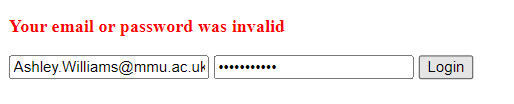 Your email or password was invalid
Ashley.Williams@mmu.ac.uk ••••••••••• Login